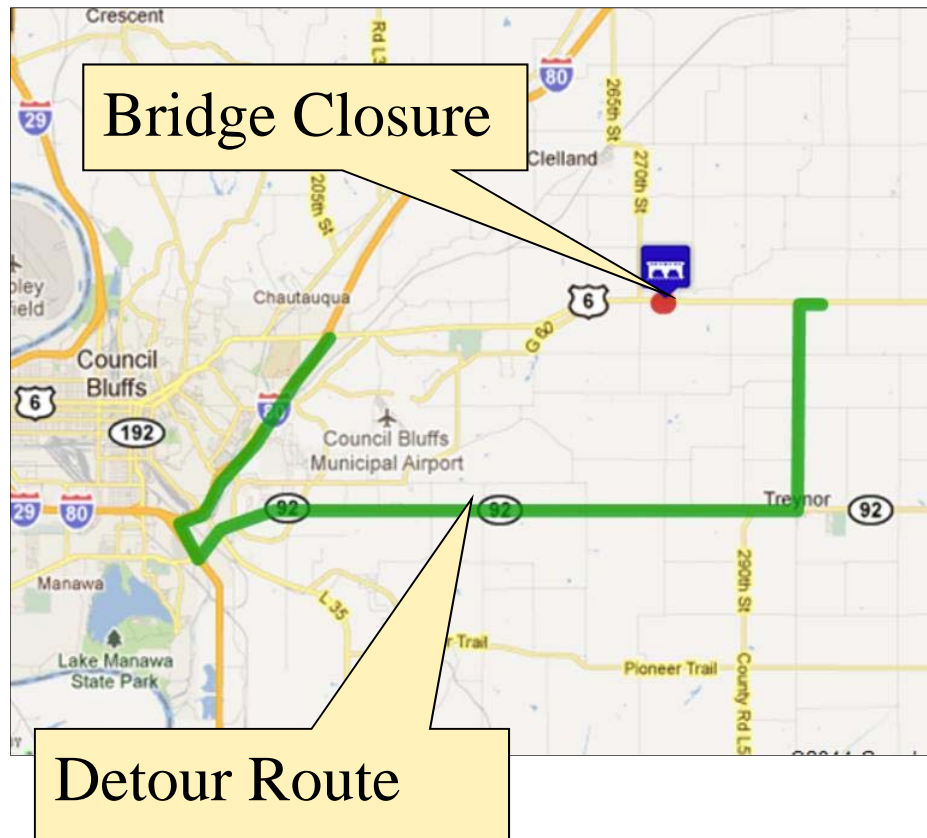 Crescent
29
80
Bridge Closure
Clelland
265th St
270th St
205th St
6
G 60
Chautauqua
Council
Bluffs
6
192
80
Council Bluffs
Municipal Airport
29
80
92
92
Treynor
92
Manawa
L 35
290th St
Trail
Pioneer Trail
Lake Manawa
State Park
County Rd L5
Detour Route